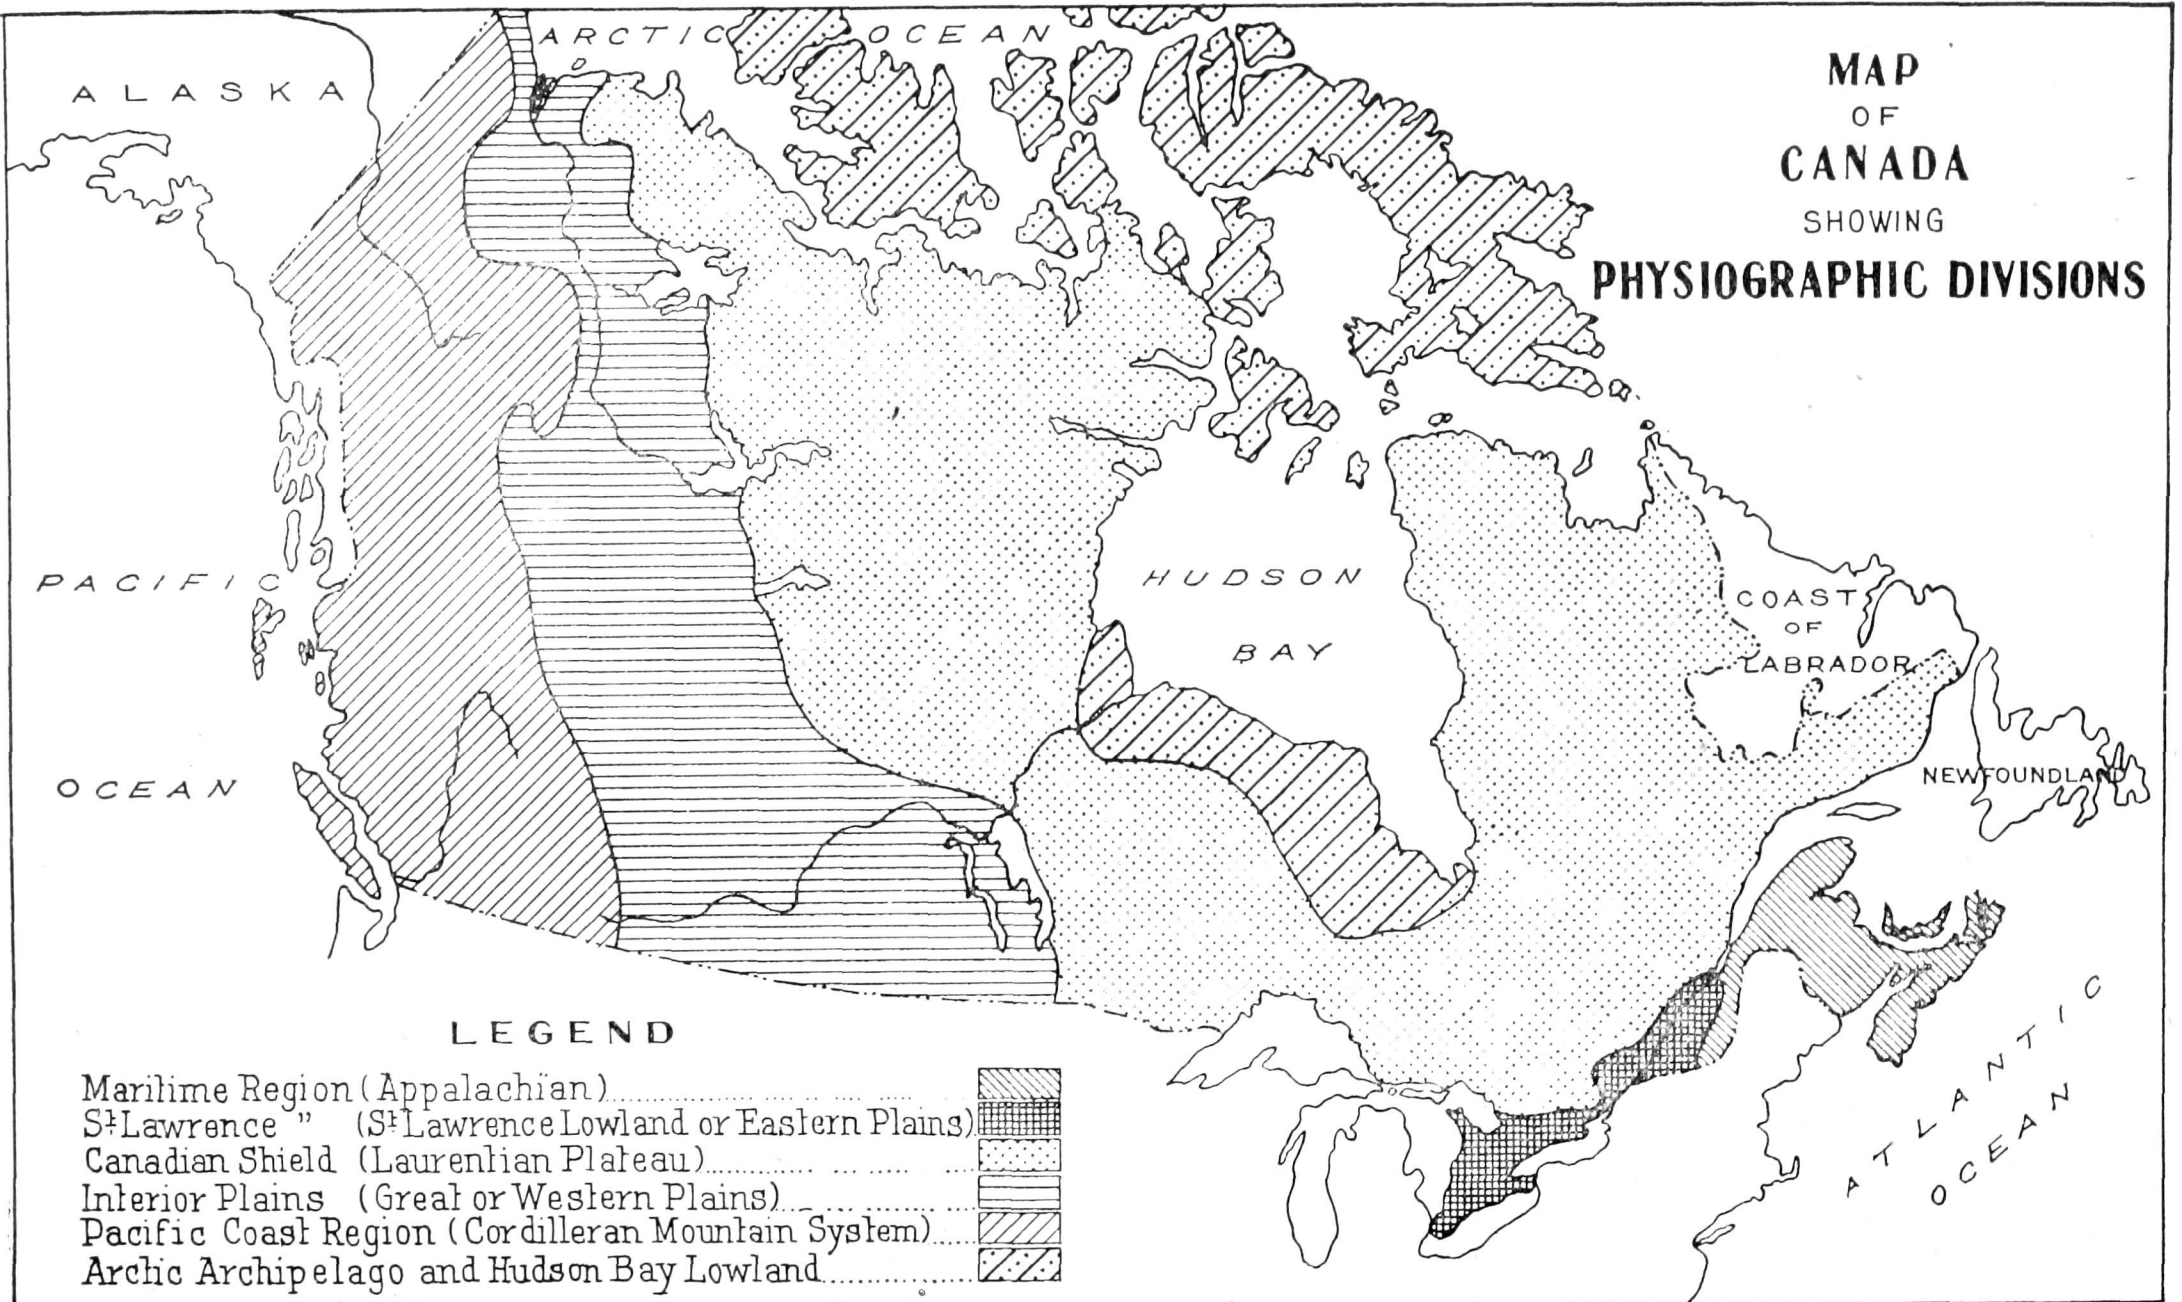 MAP
OF
CANADA
SHOWING
PHYSIOGRAPHIC DIVISIONS
ARCTIC OCEAN
ALASKA
PACIFIC
OCEAN
HUDSON
BAY
COAST
OF
LABRADOR
NEWFOUNDLAND
ATLANTIC
OCEAN
LEGEND
Maritime Region (Appalachian)
St Lawrence " (St Lawrence Lowland or Eastern Plains)
Canadian Shield (Laurentian Plateau)
Interior Plains (Great or Western Plains)
Pacific Coast Region (Cordilleran Mountain System)
Arctic Archipelago and Hudson Bay Lowland